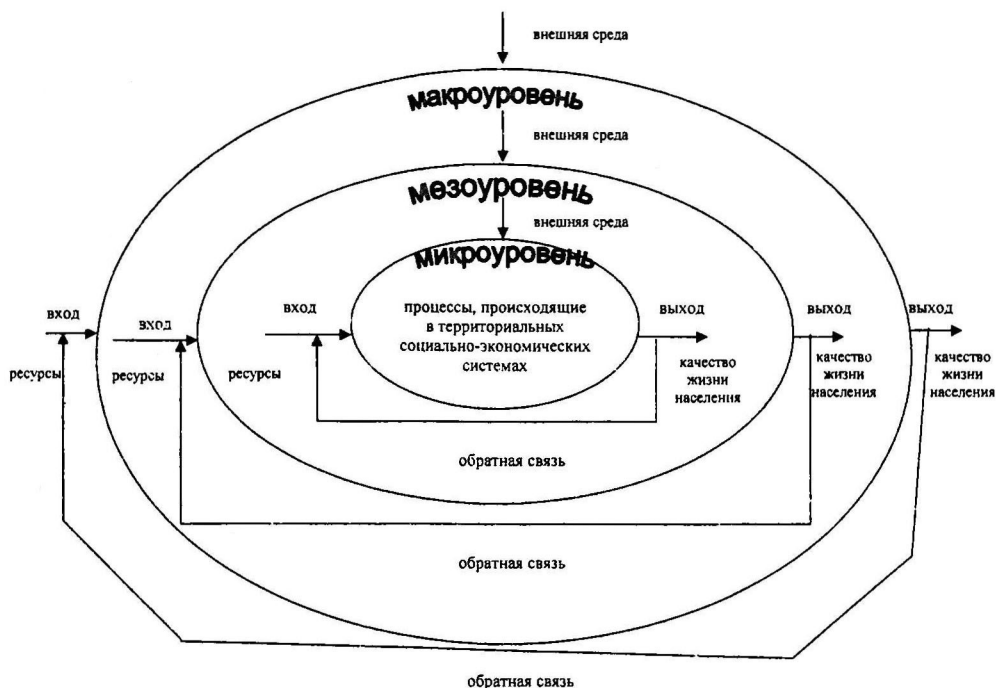 внешняя среда
макроуровень
внешняя среда
мезоуровень
внешняя среда
микроуровень
процессы, происходящие
в территориальных
социально-экономических
системах
вход
ресурсы
вход
ресурсы
вход
ресурсы
выход
качество
жизни
населения
выход
качество
жизни
населения
выход
качество
жизни
населения
обратная связь
обратная связь
обратная связь